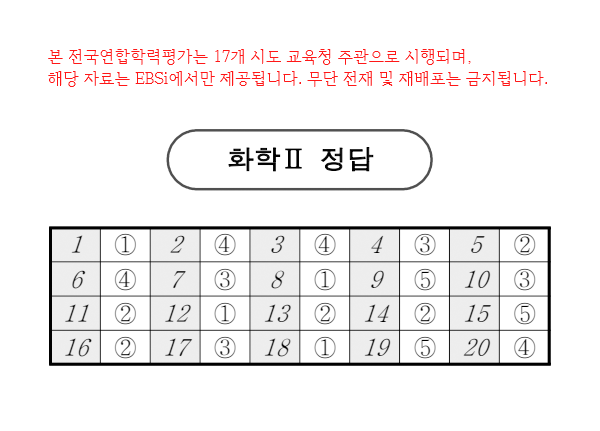 본 전국연합학력평가는 17개 시도 교육청 주관으로 시행되며,
해당 자료는 EBSi에서만 제공됩니다. 무단 전재 및 재배포는 금지됩니다.
화학Ⅱ 정답
1 ① 2 ④ 3 ④ 4 ③ 5 ②
6 ④ 7 ③ 8 ① 9 ⑤ 10 ③
11 ② 12 ① 13 ② 14 ② 15 ⑤
16 ② 17 ③ 18 ① 19 ⑤ 20 ④